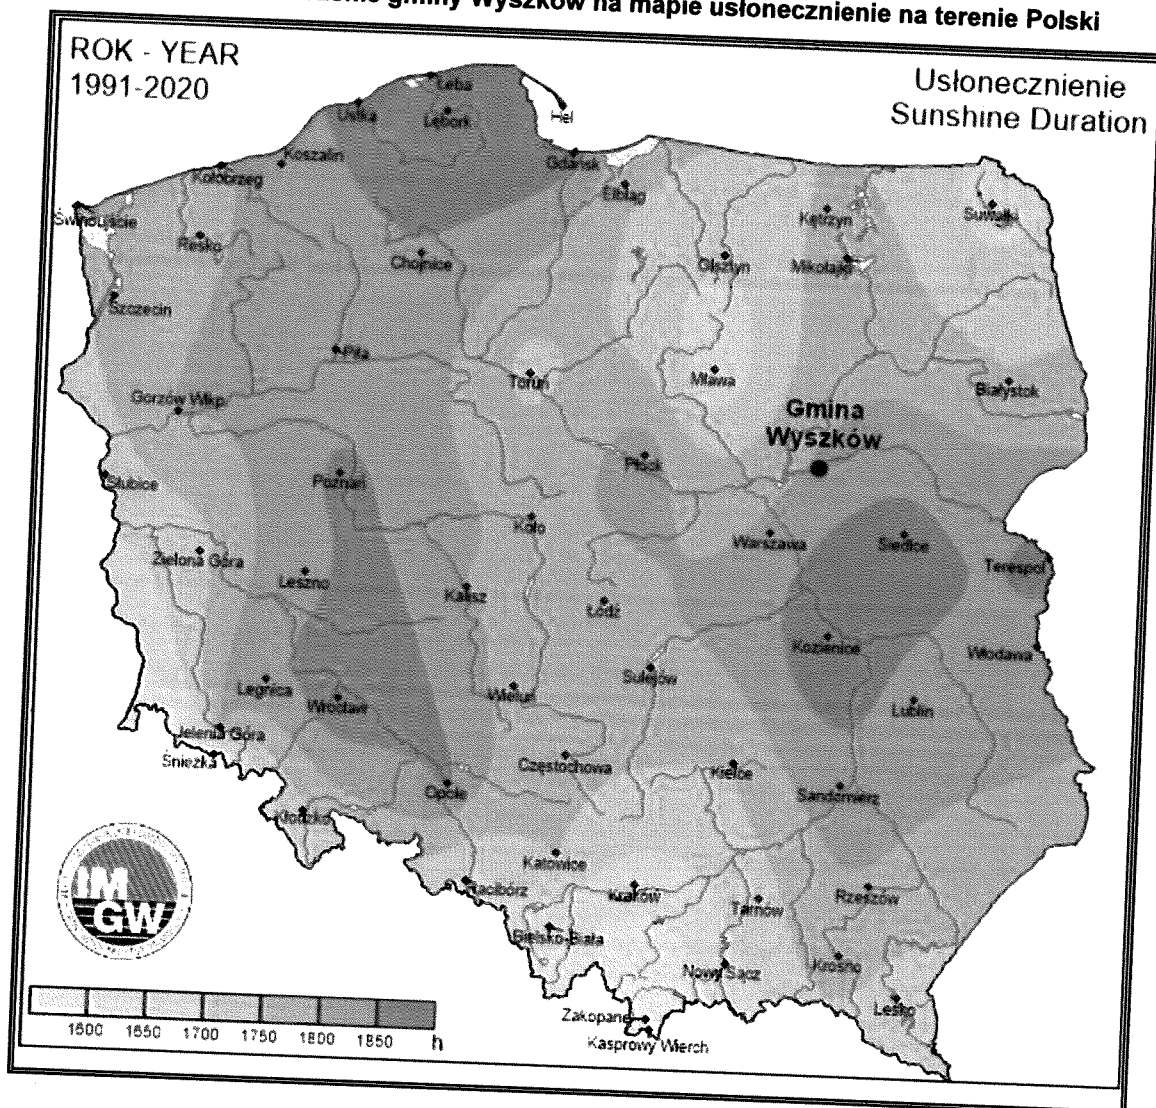 gminy Wyszków na mapie usłonecznienie na terenie Polski
ROK - YEAR
1991-2020
Usłonecznienie
Sunshine Duration
Łeba
Ustka
Lębork
Hel
Koszalin
Gdańsk
Kołobrzeg
Elbląg
Świnoujście
Resko
Kętrzyn
Suwałki
Chojnice
Olsztyn
Mikołajki
Szczecin
Piła
Toruń
Mława
Białystok
Gorzów Wlkp.
Gmina
Wyszków
Płock
Słubice
Poznań
Koło
Warszawa
Siedlce
Zielona Góra
Terespol
Leszno
Kalisz
Łódź
Kozienice
Włodawa
Sulejów
Legnica
Wrocław
Wieluń
Lublin
Jelenia Góra
Śnieżka
Częstochowa
Kielce
Opole
Sandomierz
Kłodzko
Katowice
Racibórz
Kraków
Tarnów
Rzeszów
IM
GW
Bielsko-Biała
Nowy Sącz
Krosno
Lesko
Zakopane
Kasprowy Wierch
1600 1650 1700 1750 1800 1850 h